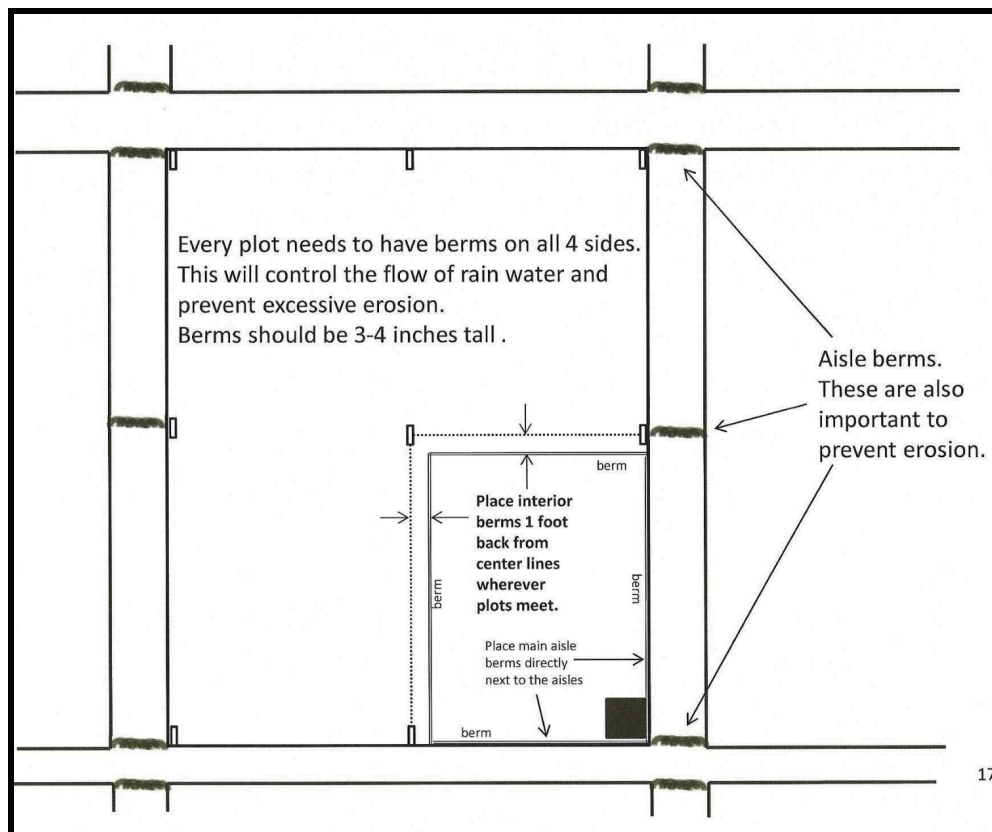 Every plot needs to have berms on all 4 sides.
This will control the flow of rain water and
prevent excessive erosion.
Berms should be 3-4 inches tall .
Aisle berms.
These are also
important to
prevent erosion.
berm
Place interior
berms 1 foot
back from
center lines
wherever
plots meet.
berm
berm
Place main aisle
berms directly
next to the aisles
berm
17